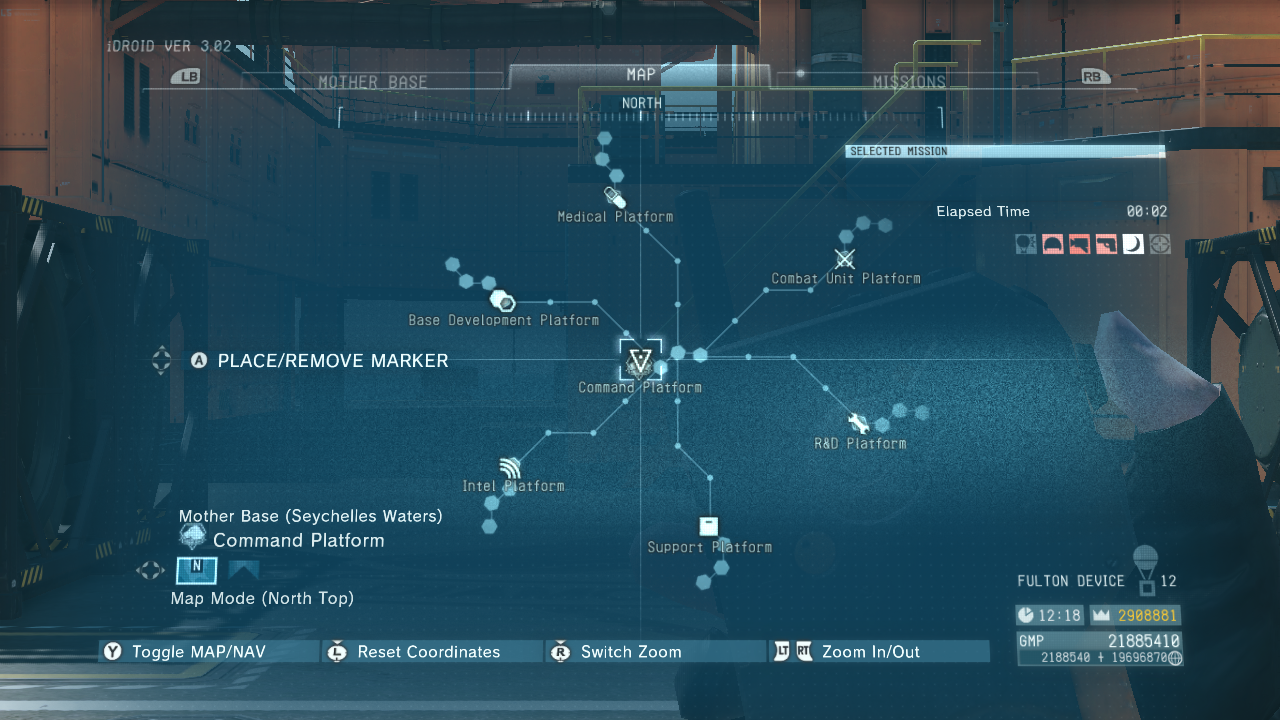 iDROID VER 3.02
LB
MOTHER BASE
MAP
MISSIONS
RB
NORTH
SELECTED MISSION
Elapsed Time 00:02
Medical Platform
Combat Unit Platform
Base Development Platform
A PLACE/REMOVE MARKER
Command Platform
R&D Platform
Intel Platform
Support Platform
Mother Base (Seychelles Waters)
Command Platform
N
Map Mode (North Top)
FULTON DEVICE 12
12:18 2908881
GMP 21885410
2188540 + 19696870
Y Toggle MAP/NAV
L Reset Coordinates
R Switch Zoom
LT RT Zoom In/Out